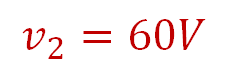 v₂ = 60V